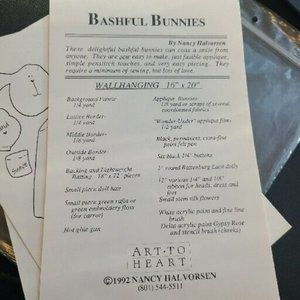 BASHFUL BUNNIES
By Nancy Halvorsen
These delightful bashful bunnies can coax a smile from
anyone. They are sew easy to make, just fusible applique,
simple pen stitch touches, and very easy piecing. They
require a minimum of sewing, but lots of love.
WALLHANGING 16" x 20"
Background Fabric
1/4 yard
Lattice Border
1/4 yard
Middle Border
1/8 yard
Outside Border
1/8 yard
Backing and Lightweight
Batting 18" x 72" pieces
Small piece doll hair
Small piece green raffia or
green embroidery floss
(for carrot)
Hot glue gun
Applique Bunnies
1/8 yard or scraps of several
coordinated fabrics
"Wonder-Under" applique film
1/2 yard
Black, permanent, extra-fine
point felt pen
Six black 1/4" buttons
2" round Battenburg Lace doily
12" various 1/4" and 1/8"
ribbon for heads, dress and
feet
Small stem silk flowers
White acrylic paint and fine line
brush
Delta acrylic paint Gypsy Rose
and stencil brush (cheeks)
ART TO
HEART
©1992 NANCY HALVORSEN
(801) 544-5511